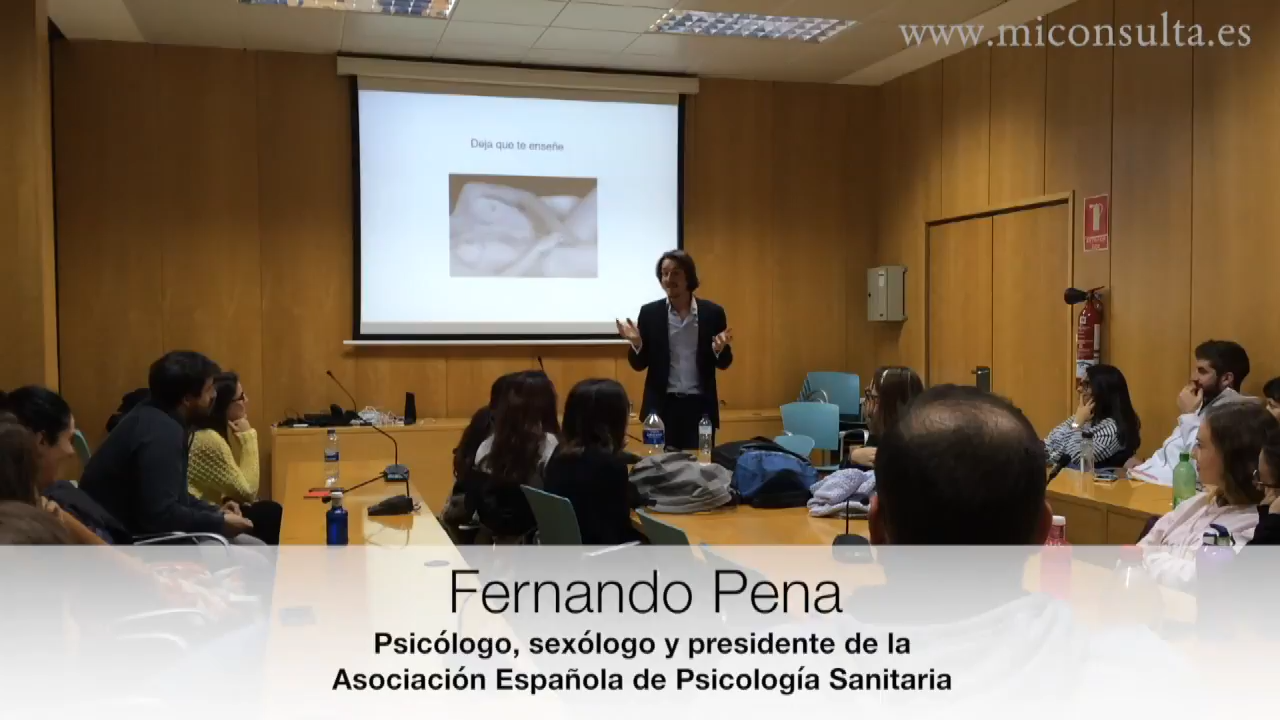 www.miconsulta.es
Deja que te enseñe
Fernando Pena
Psicólogo, sexólogo y presidente de la
Asociación Española de Psicología Sanitaria